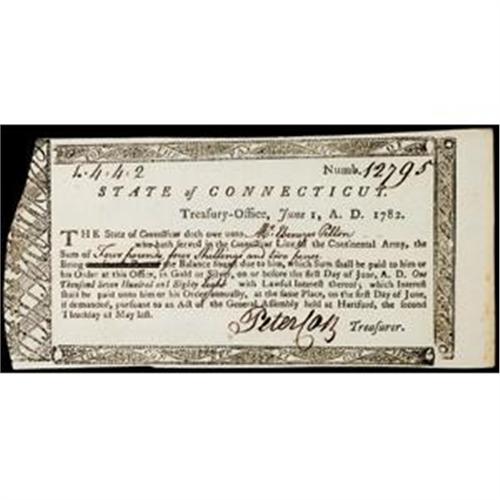 L 4 . 4 . 2 Numb. 12795
STATE of CONNECTICUT.
Treasury-Office, June 1, A. D. 1782.
THE State of Connecticut doth owe unto Mr. Ebenezer
who hath served in the Connecticut Line of the Continental Army, the
Sum of Four pounds, four Shillings and two pence
being the Balance found due to him, which Sum shall be paid to him or
his Order at this Office, in Gold or Silver, on or before the first Day of June, A. D. One
Thousand Seven Hundred and Eighty Eight with Lawful Interest thereof; which Interest
shall be paid unto him or his Order annually, at the same Place, on the first Day of June,
if demanded, pursuant to an Act of the General Assembly held at Hartford, the second
Thursday at May last.
Peter Treasurer.